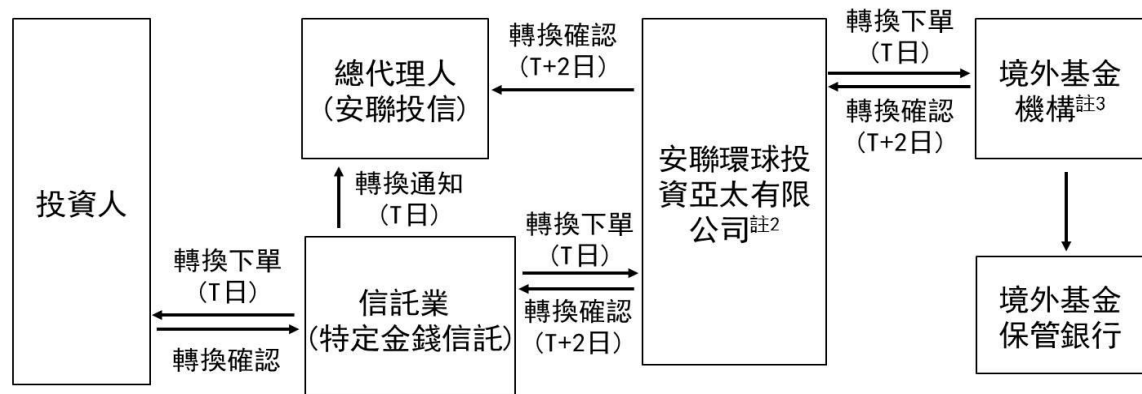 投資人
轉換下單
(T日)
轉換確認
總代理人
(安聯投信)
轉換通知
(T日)
信託業
(特定金錢信託)
轉換確認
(T+2日)
轉換下單
(T日)
轉換確認
(T+2日)
安聯環球投
資亞太有限
公司註2
轉換下單
(T日)
轉換確認
(T+2日)
境外基金
機構註3
境外基金
保管銀行